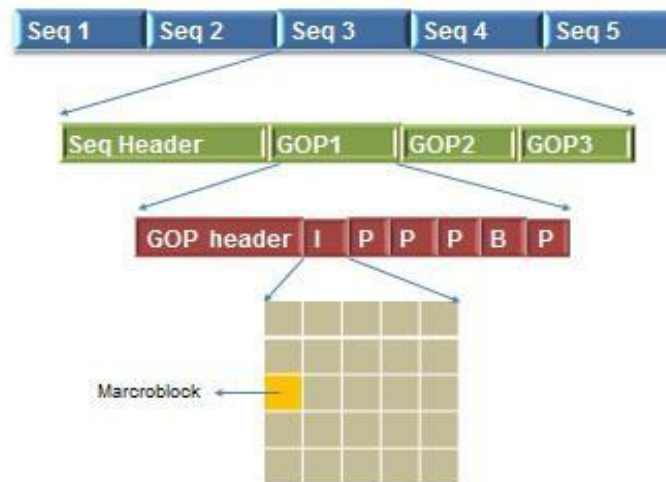 Seq 1 Seq 2 Seq 3 Seq 4 Seq 5
Seq Header GOP1 GOP2 GOP3
GOP header I P P P B P
Marcroblock